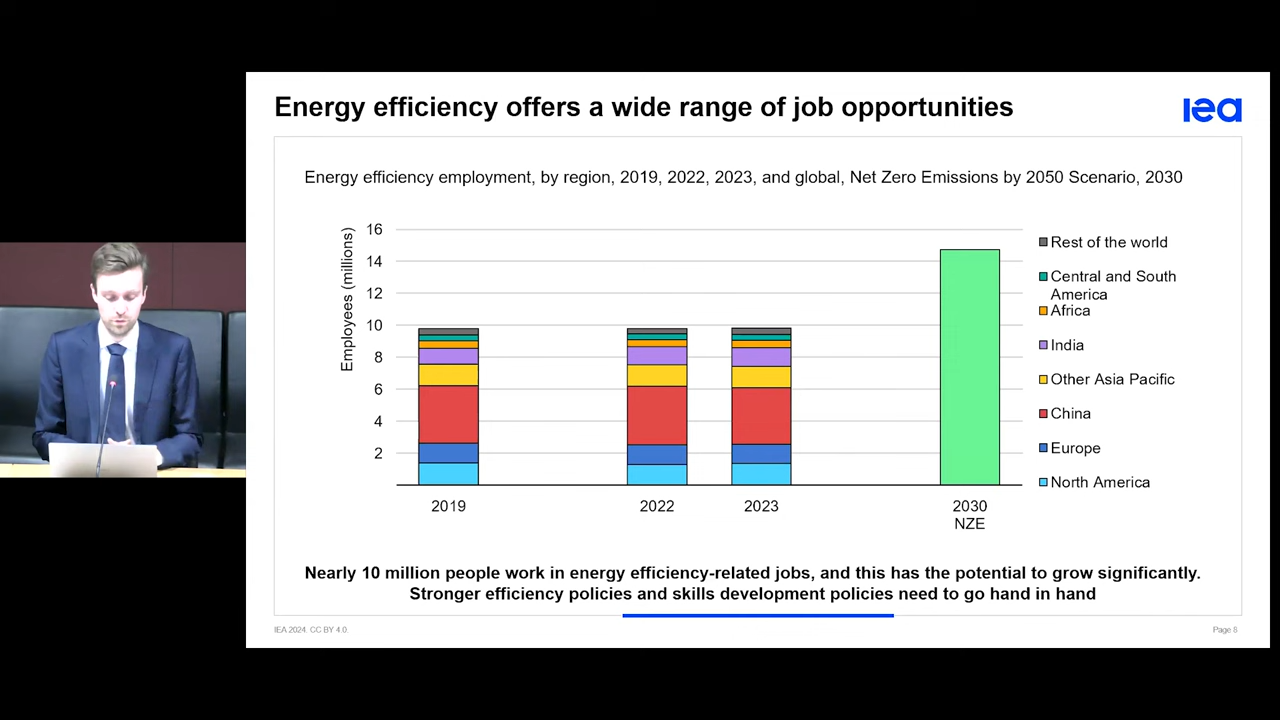 Energy efficiency offers a wide range of job opportunities
iea
Energy efficiency employment, by region, 2019, 2022, 2023, and global, Net Zero Emissions by 2050 Scenario, 2030
Employees (millions)
16
14
12
10
8
6
4
2
2019
2022
2023
2030
NZE
Rest of the world
Central and South
America
Africa
India
Other Asia Pacific
China
Europe
North America
Nearly 10 million people work in energy efficiency-related jobs, and this has the potential to grow significantly.
Stronger efficiency policies and skills development policies need to go hand in hand
IEA 2024. CC BY 4.0.
Page 8